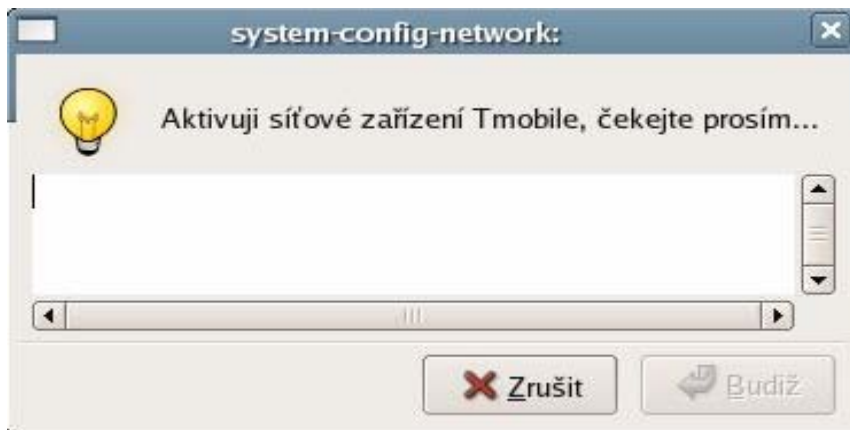 system-config-network:
Aktivuji síťové zařízení Tmobile, čekejte prosím...
Zrušit
Budiž